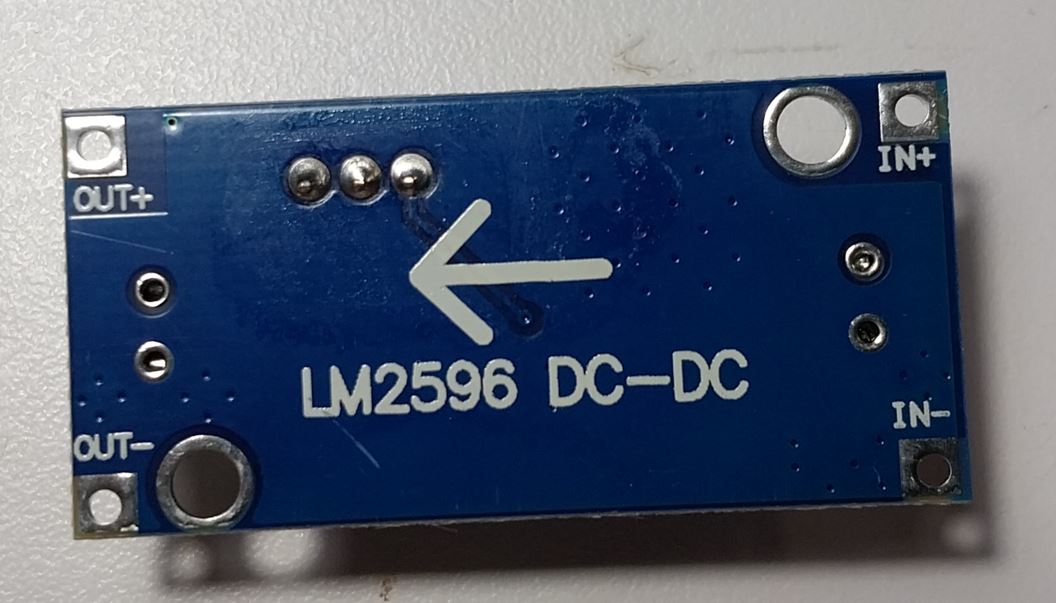 IN+
OUT+
LM2596 DC-DC
IN-
OUT-